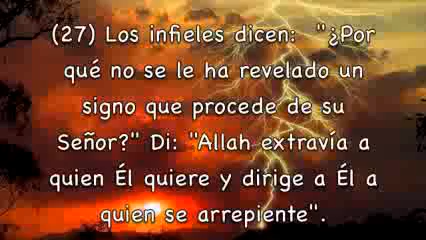 (27) Los infieles dicen: "¿Por
qué no se le ha revelado un
signo que procede de su
Señor?" Di: "Allah extravía a
quien Él quiere y dirige a Él a
quien se arrepiente".